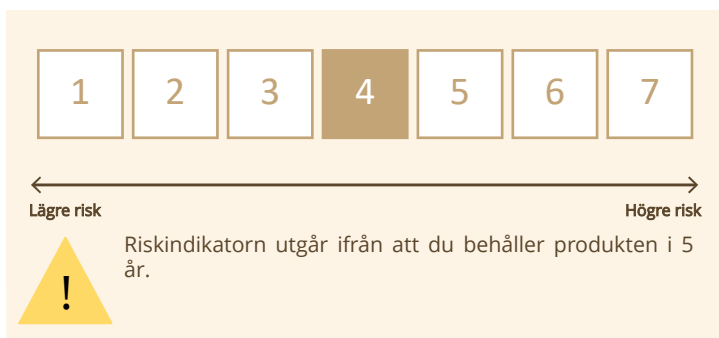 1 2 3 4 5 6 7
Lägre risk Högre risk
Riskindikatorn utgår ifrån att du behåller produkten i 5
år.
!